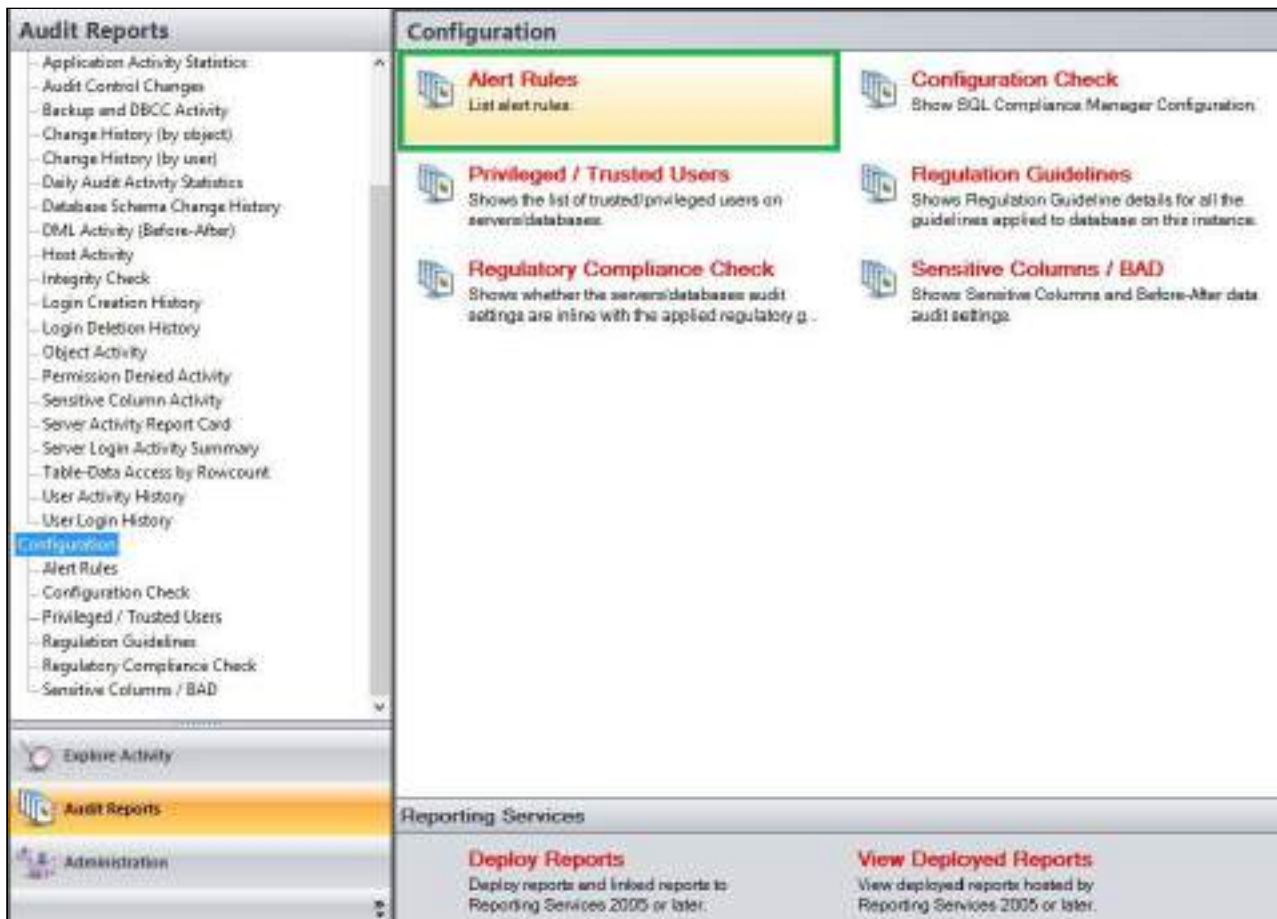 Audit Reports
Application Activity Statistics
Audit Control Changes
Backup and DBCC Activity
Change History (by object)
Change History (by user)
Daily Audit Activity Statistics
Database Schema Change History
DML Activity (Before-After)
Host Activity
Integrity Check
Login Creation History
Login Deletion History
Object Activity
Permission Denied Activity
Sensitive Column Activity
Server Activity Report Card
Server Login Activity Summary
Table-Data Access by Rowcount
User Activity History
User Login History
Configuration
Alert Rules
Configuration Check
Privileged / Trusted Users
Regulation Guidelines
Regulatory Compliance Check
Sensitive Columns / BAD
Explore Activity
Audit Reports
Administration
Configuration
Alert Rules
List alert rules.
Configuration Check
Show SQL Compliance Manager Configuration
Privileged / Trusted Users
Shows the list of trusted/privileged users on
servers/databases.
Regulation Guidelines
Shows Regulation Guideline details for all the
guidelines applied to database on this instance.
Regulatory Compliance Check
Shows whether the servers/databases audit
settings are inline with the applied regulatory g...
Sensitive Columns / BAD
Shows Sensitive Columns and Before-After data
audit settings.
Reporting Services
Deploy Reports
Deploy reports and linked reports to
Reporting Services 2005 or later.
View Deployed Reports
View deployed reports hosted by
Reporting Services 2005 or later.